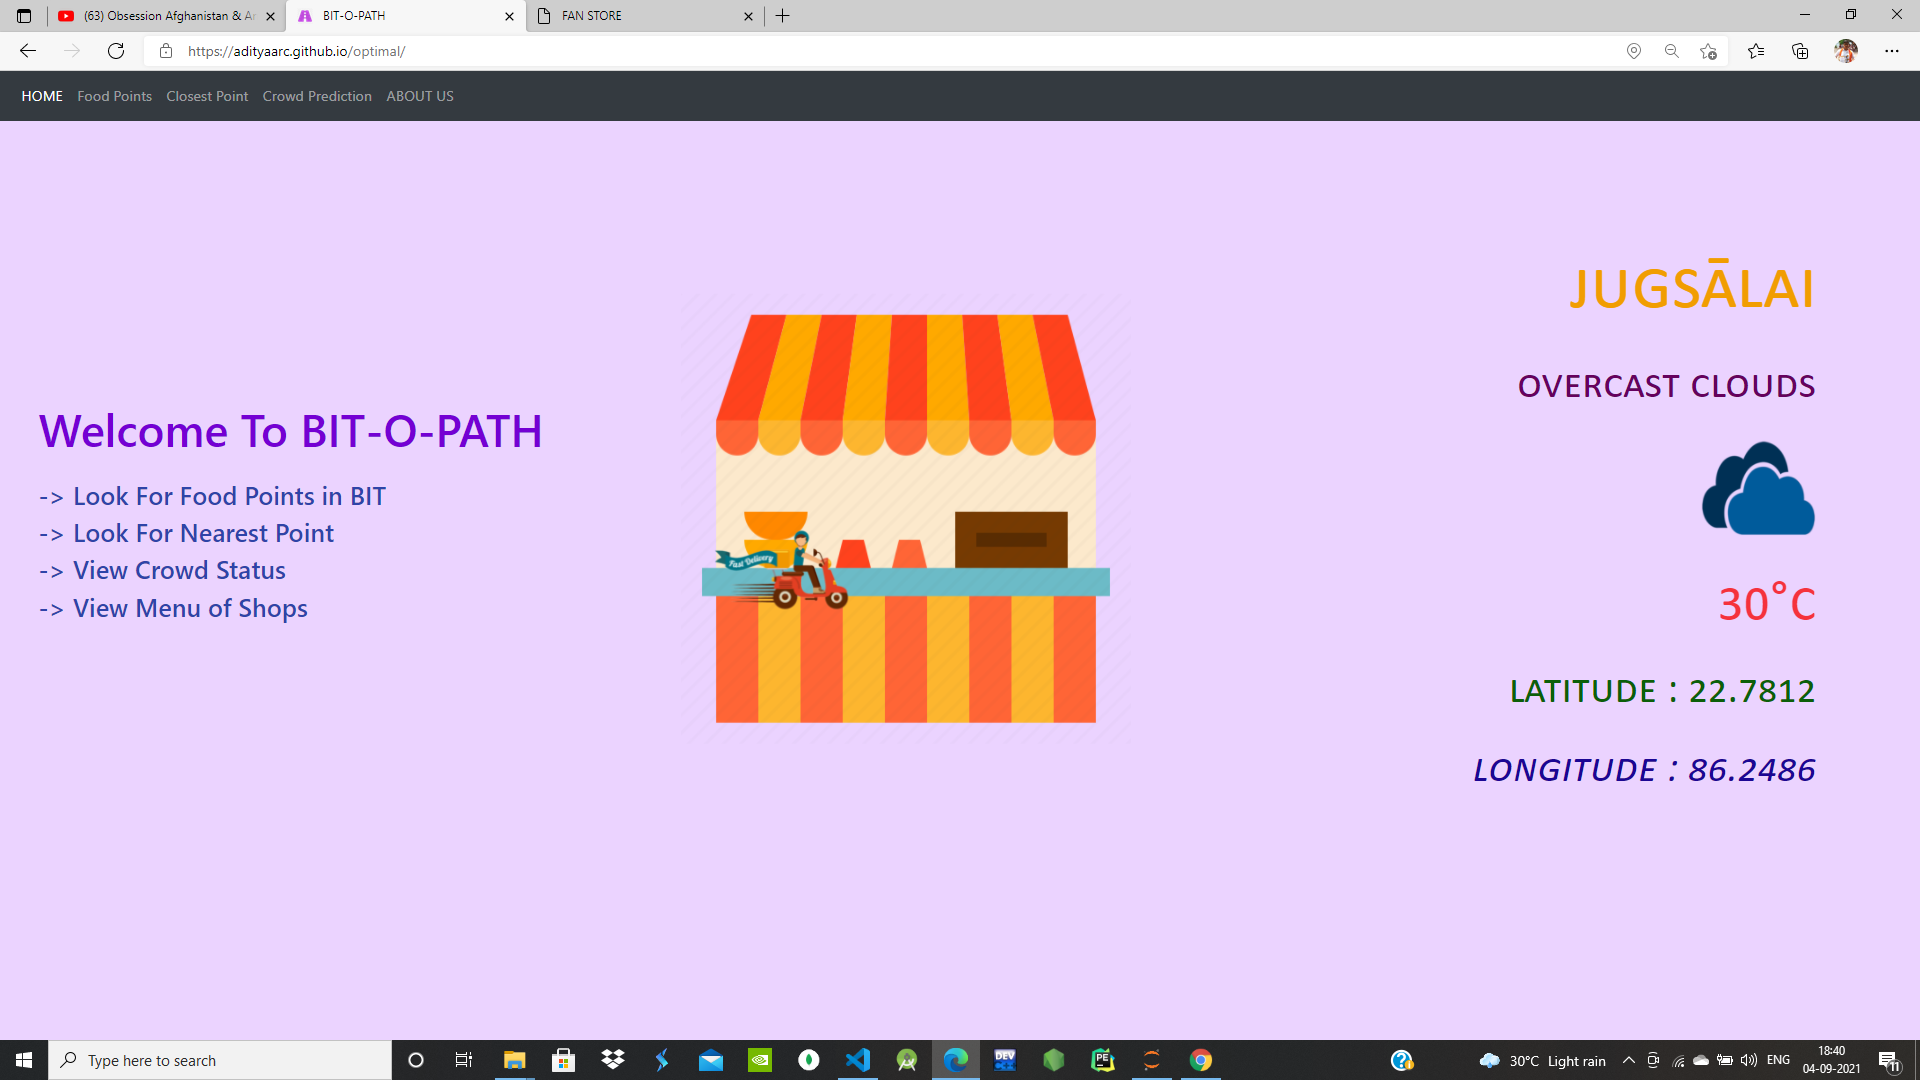 (63) Obsession Afghanistan & Ar
BIT-O-PATH
FAN STORE
https://adityaarc.github.io/optimal/
HOME Food Points Closest Point Crowd Prediction ABOUT US
Welcome To BIT-O-PATH
-> Look For Food Points in BIT
-> Look For Nearest Point
-> View Crowd Status
-> View Menu of Shops
Fast Delivery
JUGSĀLAI
OVERCAST CLOUDS
30°C
LATITUDE : 22.7812
LONGITUDE : 86.2486
Type here to search
DEV
PE
30°C Light rain
ENG
18:40
04-09-2021
11